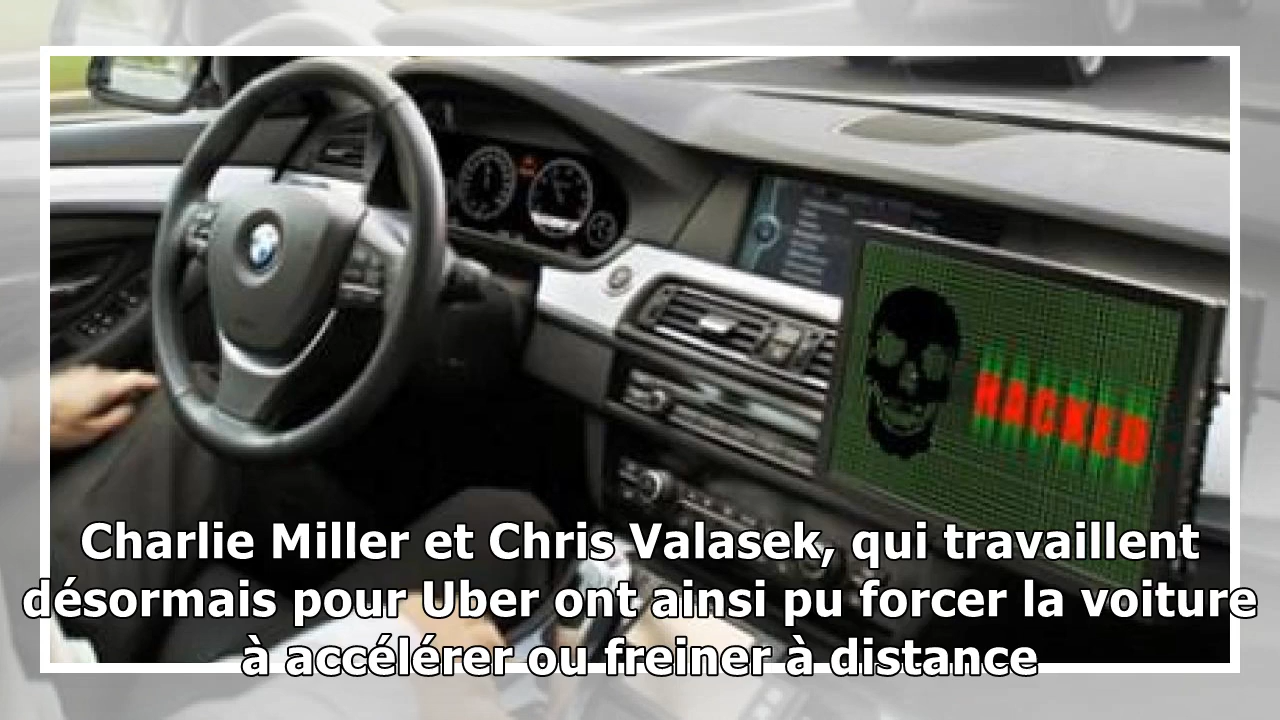 HACKED
Charlie Miller et Chris Valasek, qui travaillent
désormais pour Uber ont ainsi pu forcer la voiture
à accélérer ou freiner à distance